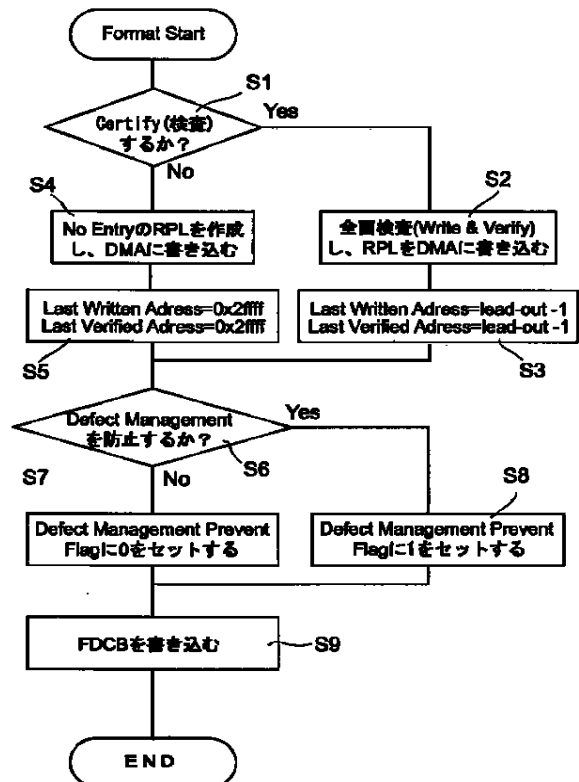 Format Start
S1
Certify(検査)
するか？
Yes
No
S4
S2
No EntryのRPLを作成
し、DMAに書き込む
全面検査(Write & Verify)
し、RPLをDMAに書き込む
Last Written Adress=0x2ffff
Last Verified Adress=0x2ffff
Last Written Adress=lead-out -1
Last Verified Adress=lead-out -1
S5
S3
Defect Management
を防止するか？
Yes
S6
S7
No
S8
Defect Management Prevent
Flagに0をセットする
Defect Management Prevent
Flagに1をセットする
FDCBを書き込む
S9
END